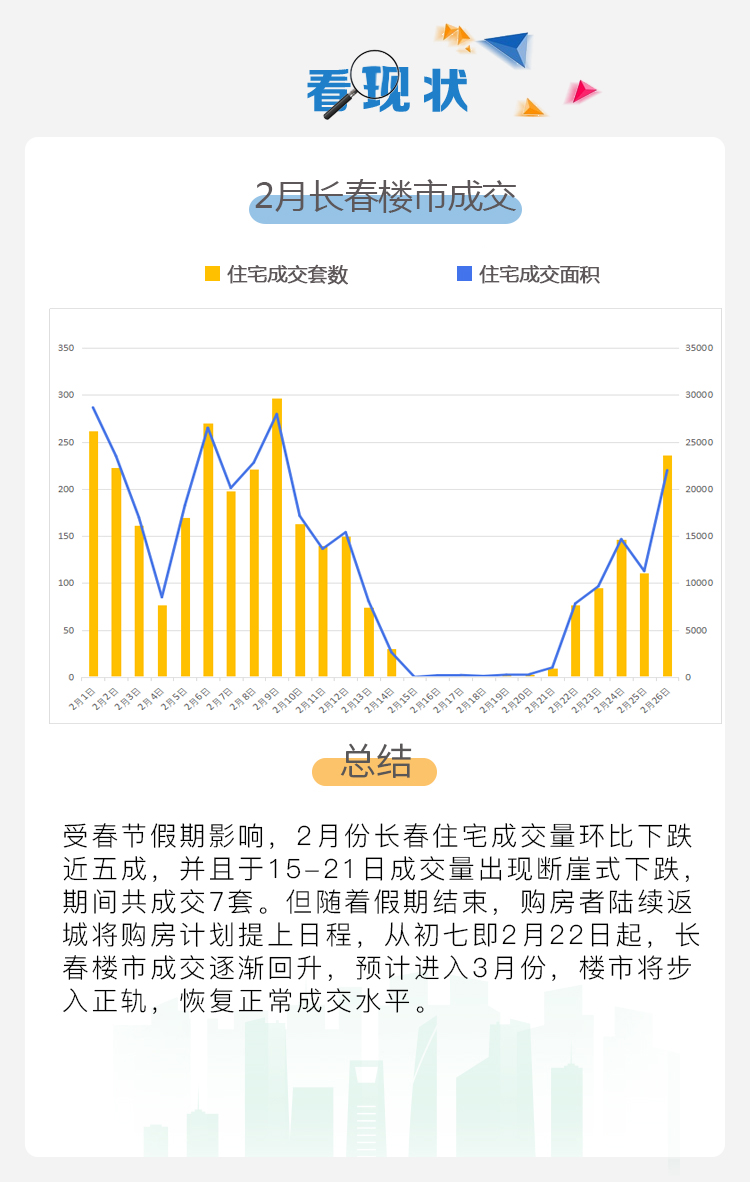 看现状
2月长春楼市成交
住宅成交套数 住宅成交面积
350 35000
300 30000
250 25000
200 20000
150 15000
100 10000
50 5000
0 0
2月1日 2月2日 2月3日 2月4日 2月5日 2月6日 2月7日 2月8日 2月9日 2月10日 2月11日 2月12日 2月13日 2月14日 2月15日 2月16日 2月17日 2月18日 2月19日 2月20日 2月21日 2月22日 2月23日 2月24日 2月25日 2月26日
总结
受春节假期影响，2月份长春住宅成交量环比下跌
近五成，并且于15-21日成交量出现断崖式下跌，
期间共成交7套。但随着假期结束，购房者陆续返
城将购房计划提上日程，从初七即2月22日起，长
春楼市成交逐渐回升，预计进入3月份，楼市将步
入正轨，恢复正常成交水平。